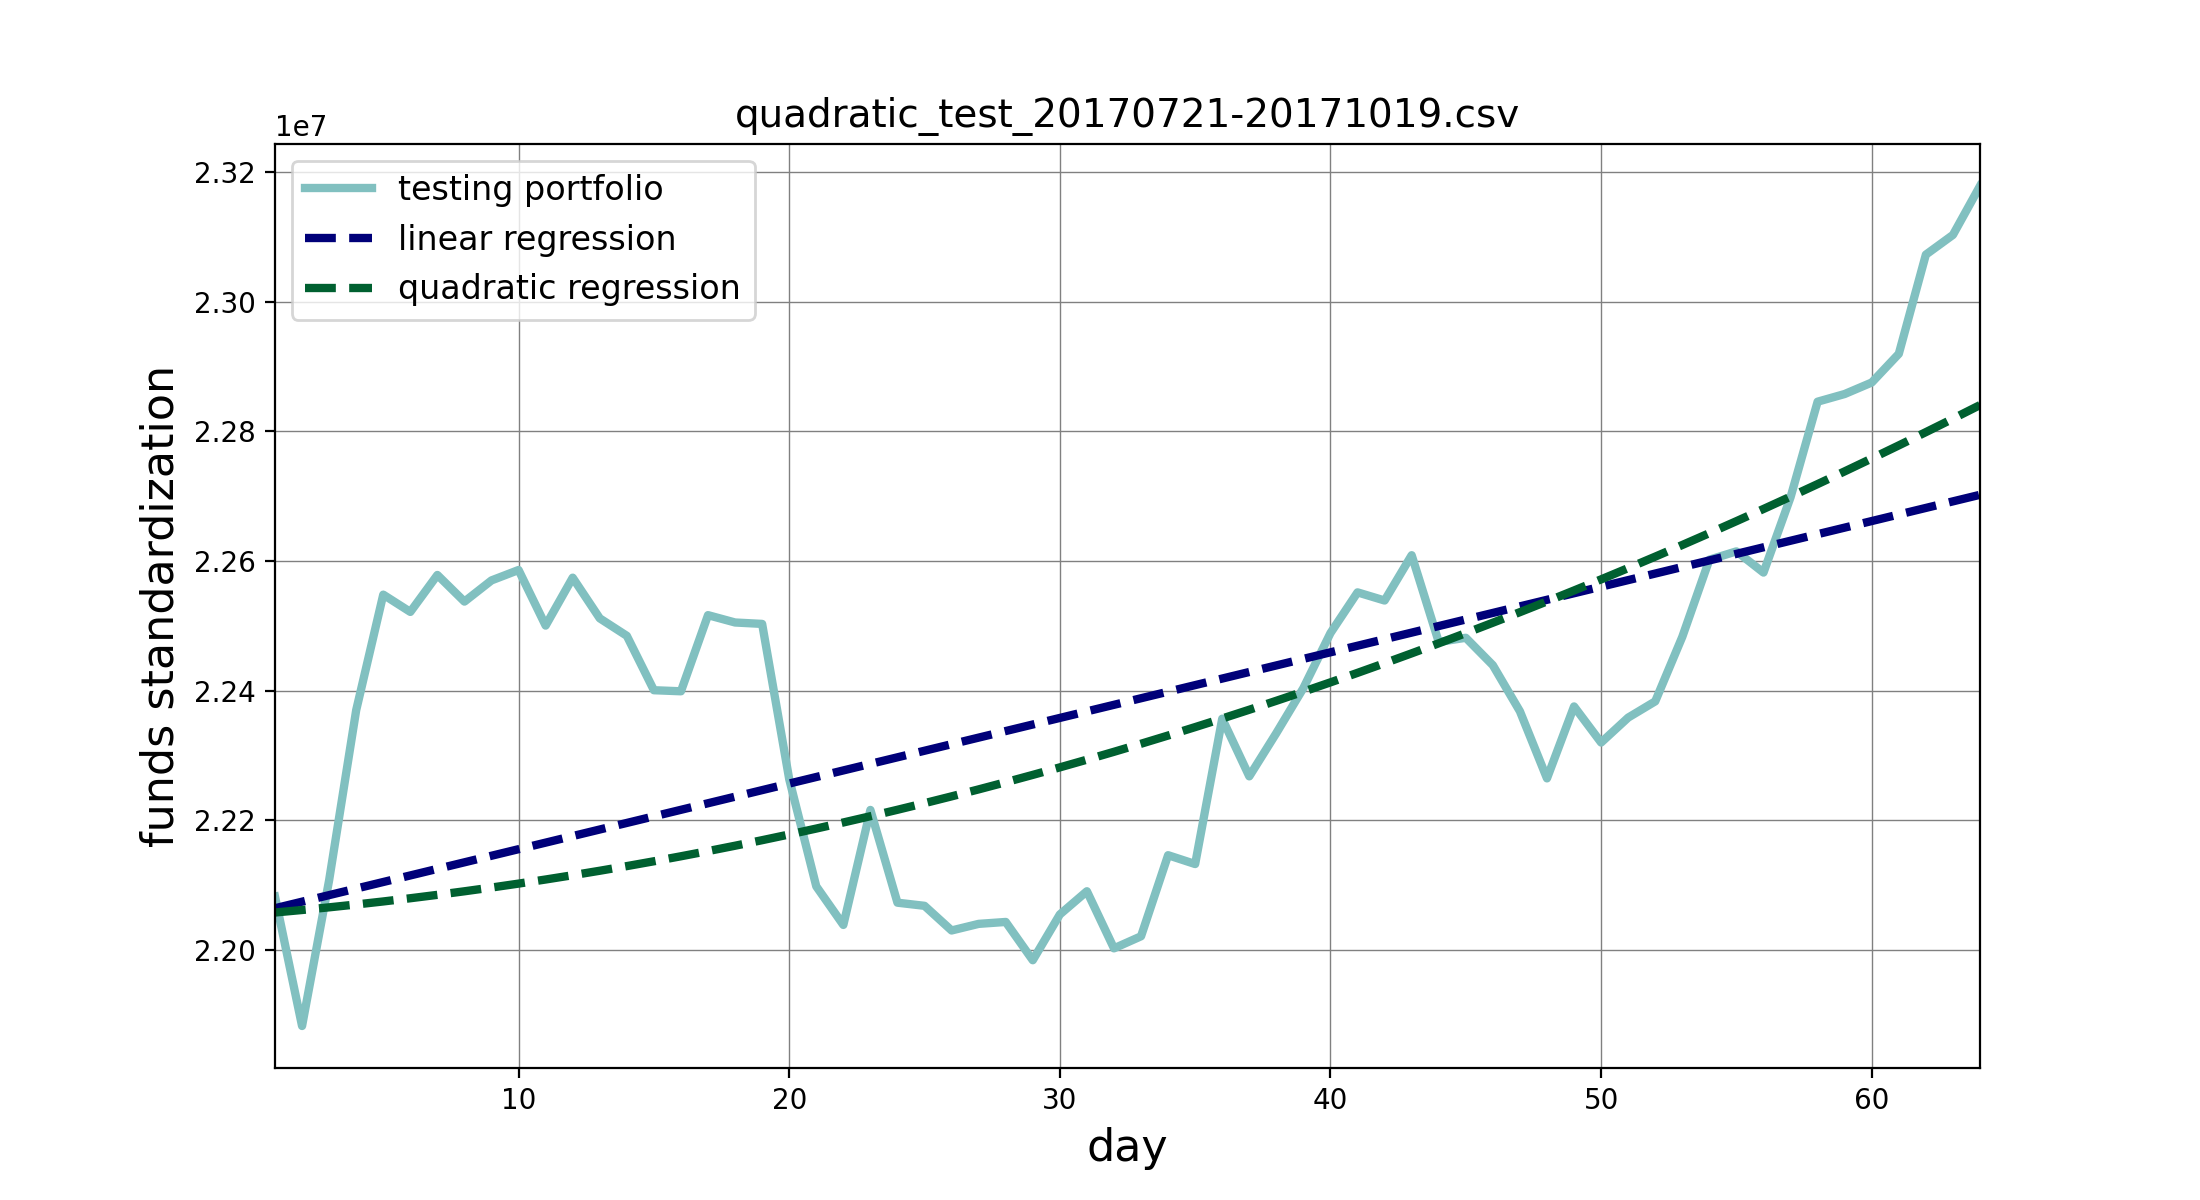 quadratic_test_20170721-20171019.csv
1e7
testing portfolio
linear regression
quadratic regression
funds standardization
2.32
2.30
2.28
2.26
2.24
2.22
2.20
10 20 30 40 50 60
day